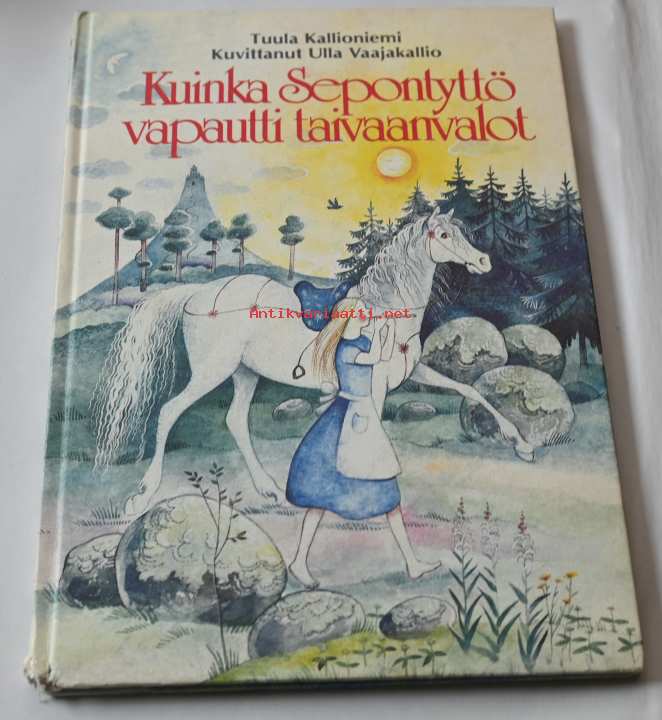 Tuula Kallioniemi
Kuvittanut Ulla Vaajakallio
Kuinka Sepontyttö
vapautti taivaanvalot
Antikvariaatti.net